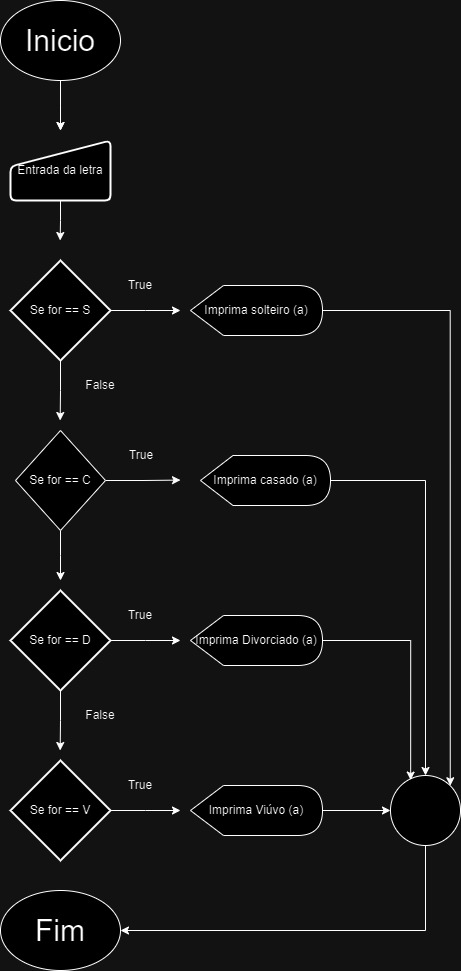 Inicio
Entrada da letra
True
Se for == S
Imprima solteiro (a)
False
True
Se for == C
Imprima casado (a)
True
Se for == D
Imprima Divorciado (a)
False
True
Se for == V
Imprima Viúvo (a)
Fim